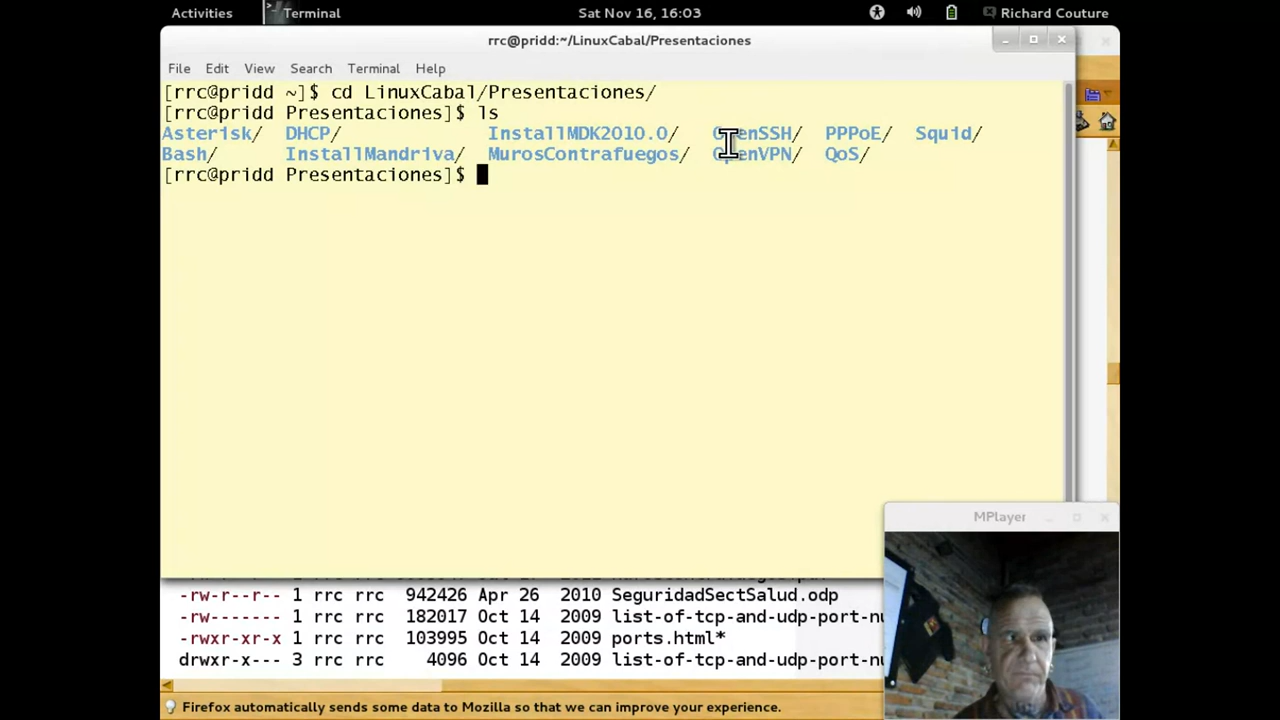 Activities Terminal Sat Nov 16, 16:03 Richard Couture
rrc@pridd:~/LinuxCabal/Presentaciones
File Edit View Search Terminal Help
[rrc@pridd ~]$ cd LinuxCabal/Presentaciones/
[rrc@pridd Presentaciones]$ ls
Asterisk/ DHCP/ InstallMDK2010.0/ OpenSSH/ PPPoE/ Squid/
Bash/ InstallMandriva/ MurosContrafuegos/ OpenVPN/ QoS/
[rrc@pridd Presentaciones]$
MPlayer
-rw-r--r-- 1 rrc rrc 942426 Apr 26 2010 SeguridadSectSalud.odp
-rw------- 1 rrc rrc 182017 Oct 14 2009 list-of-tcp-and-udp-port-nu
-rwxr-xr-x 1 rrc rrc 103995 Oct 14 2009 ports.html*
drwxr-x--- 3 rrc rrc 4096 Oct 14 2009 list-of-tcp-and-udp-port-nu
Firefox automatically sends some data to Mozilla so that we can improve your experience.